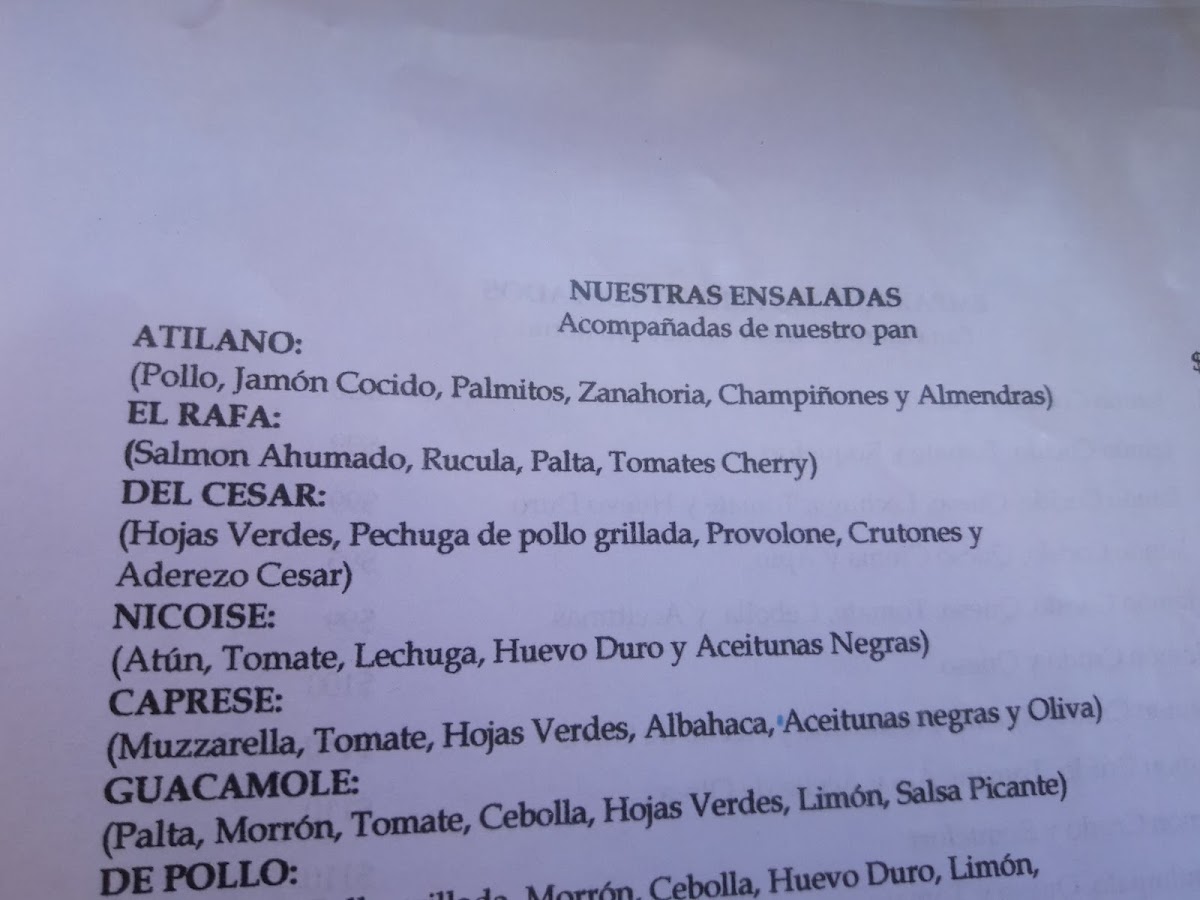 NUESTRAS ENSALADAS
Acompañadas de nuestro pan
$
ATILANO:
(Pollo, Jamón Cocido, Palmitos, Zanahoria, Champiñones y Almendras)
EL RAFA:
(Salmon Ahumado, Rucula, Palta, Tomates Cherry)
DEL CESAR:
(Hojas Verdes, Pechuga de pollo grillada, Provolone, Crutones y
Aderezo Cesar)
NICOISE:
(Atún, Tomate, Lechuga, Huevo Duro y Aceitunas Negras)
CAPRESE:
(Muzzarella, Tomate, Hojas Verdes, Albahaca, Aceitunas negras y Oliva)
GUACAMOLE:
(Palta, Morrón, Tomate, Cebolla, Hojas Verdes, Limón, Salsa Picante)
DE POLLO:
Morrón, Cebolla, Huevo Duro, Limón,